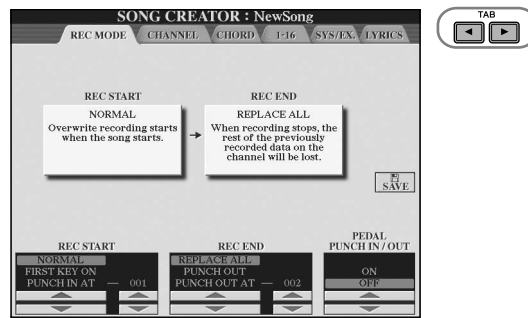 SONG CREATOR : NewSong
REC MODE CHANNEL CHORD 1-16 SYS/EX. LYRICS
TAB
REC START
NORMAL
Overwrite recording starts
when the song starts.
REC END
REPLACE ALL
When recording stops, the
rest of the previously
recorded data on the
channel will be lost.
SAVE
REC START
NORMAL
FIRST KEY ON
PUNCH IN AT — 001
REC END
REPLACE ALL
PUNCH OUT
PUNCH OUT AT — 002
PEDAL
PUNCH IN / OUT
ON
OFF